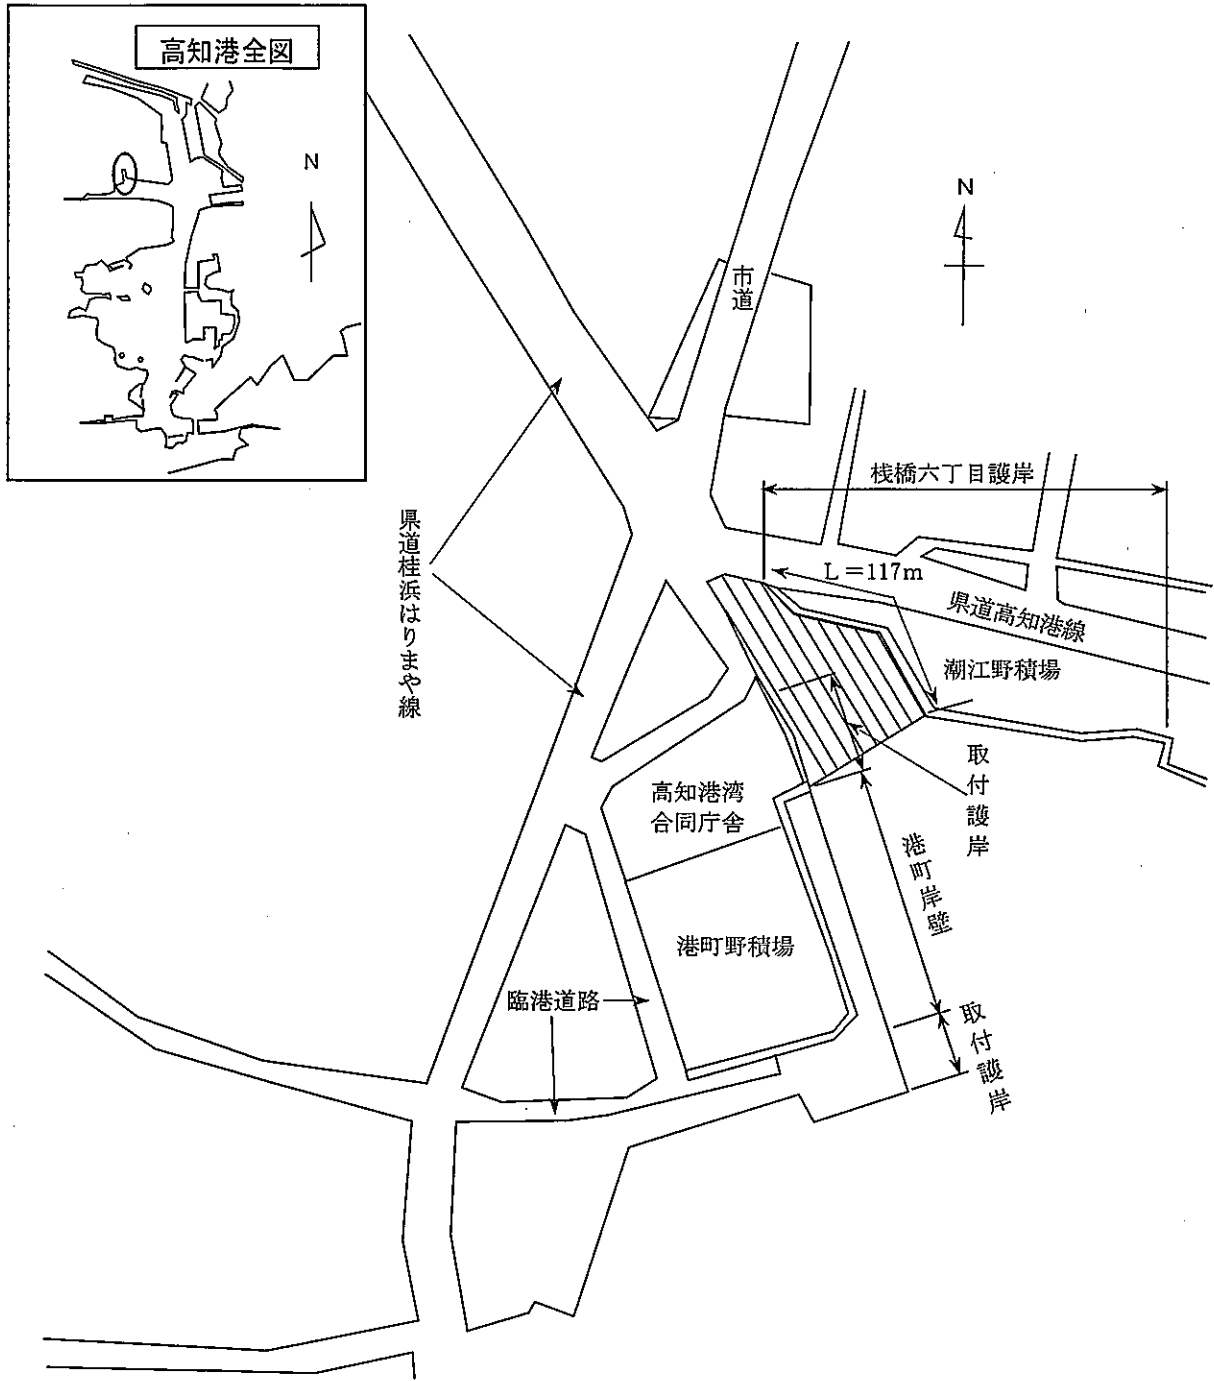 高知港全図
N
N
市道
桟橋六丁目護岸
L=117m
県道高知港線
潮江野積場
県道桂浜はりまや線
取付護岸
高知港湾
合同庁舎
港町岸壁
港町野積場
臨港道路
取付護岸